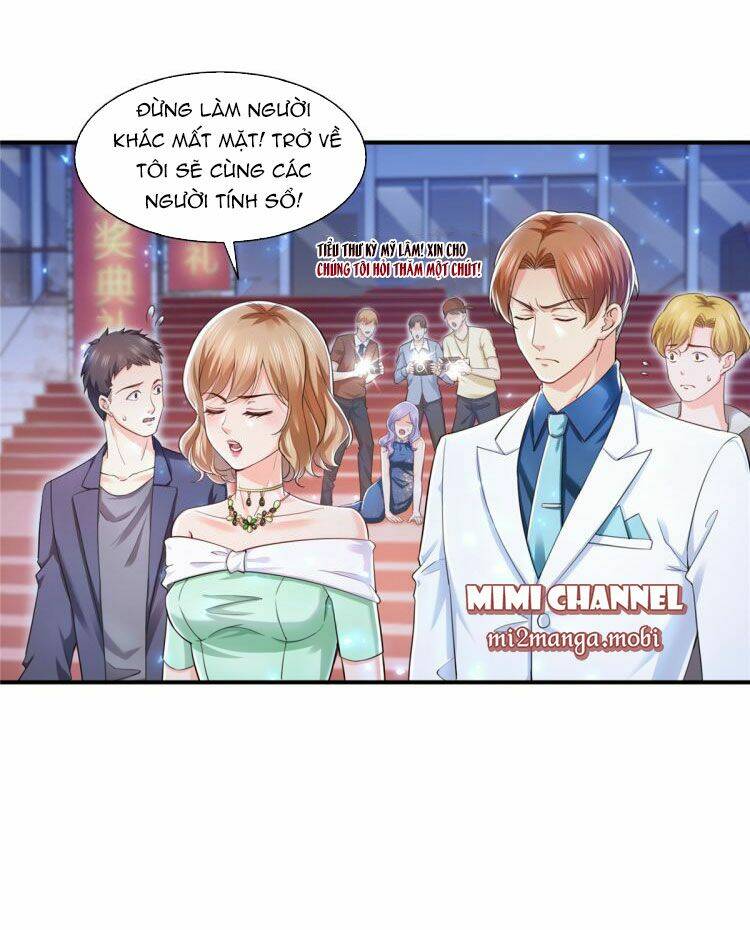 ĐỪNG LÀM NGƯỜI
KHÁC MẤT MẶT! TRỞ VỀ
TÔI SẼ CÙNG CÁC
NGƯỜI TÍNH SỔ!
TIỂU THƯ KỲ MỸ LÂM! XIN CHO
CHÚNG TÔI HỎI THĂM MỘT CHÚT!
奖典礼
礼
MIMI CHANNEL
mi2manga.mobi